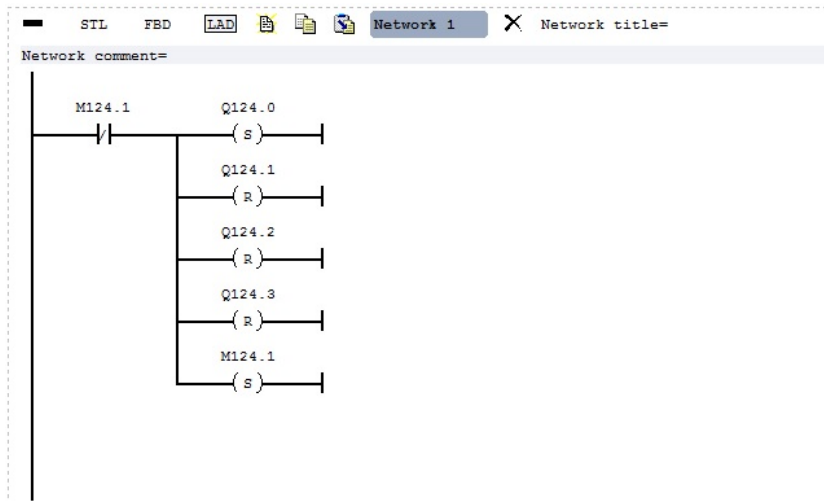 STL FBD LAD Network 1 Network title=
Network comment=
M124.1 Q124.0
( S )
Q124.1
( R )
Q124.2
( R )
Q124.3
( R )
M124.1
( S )